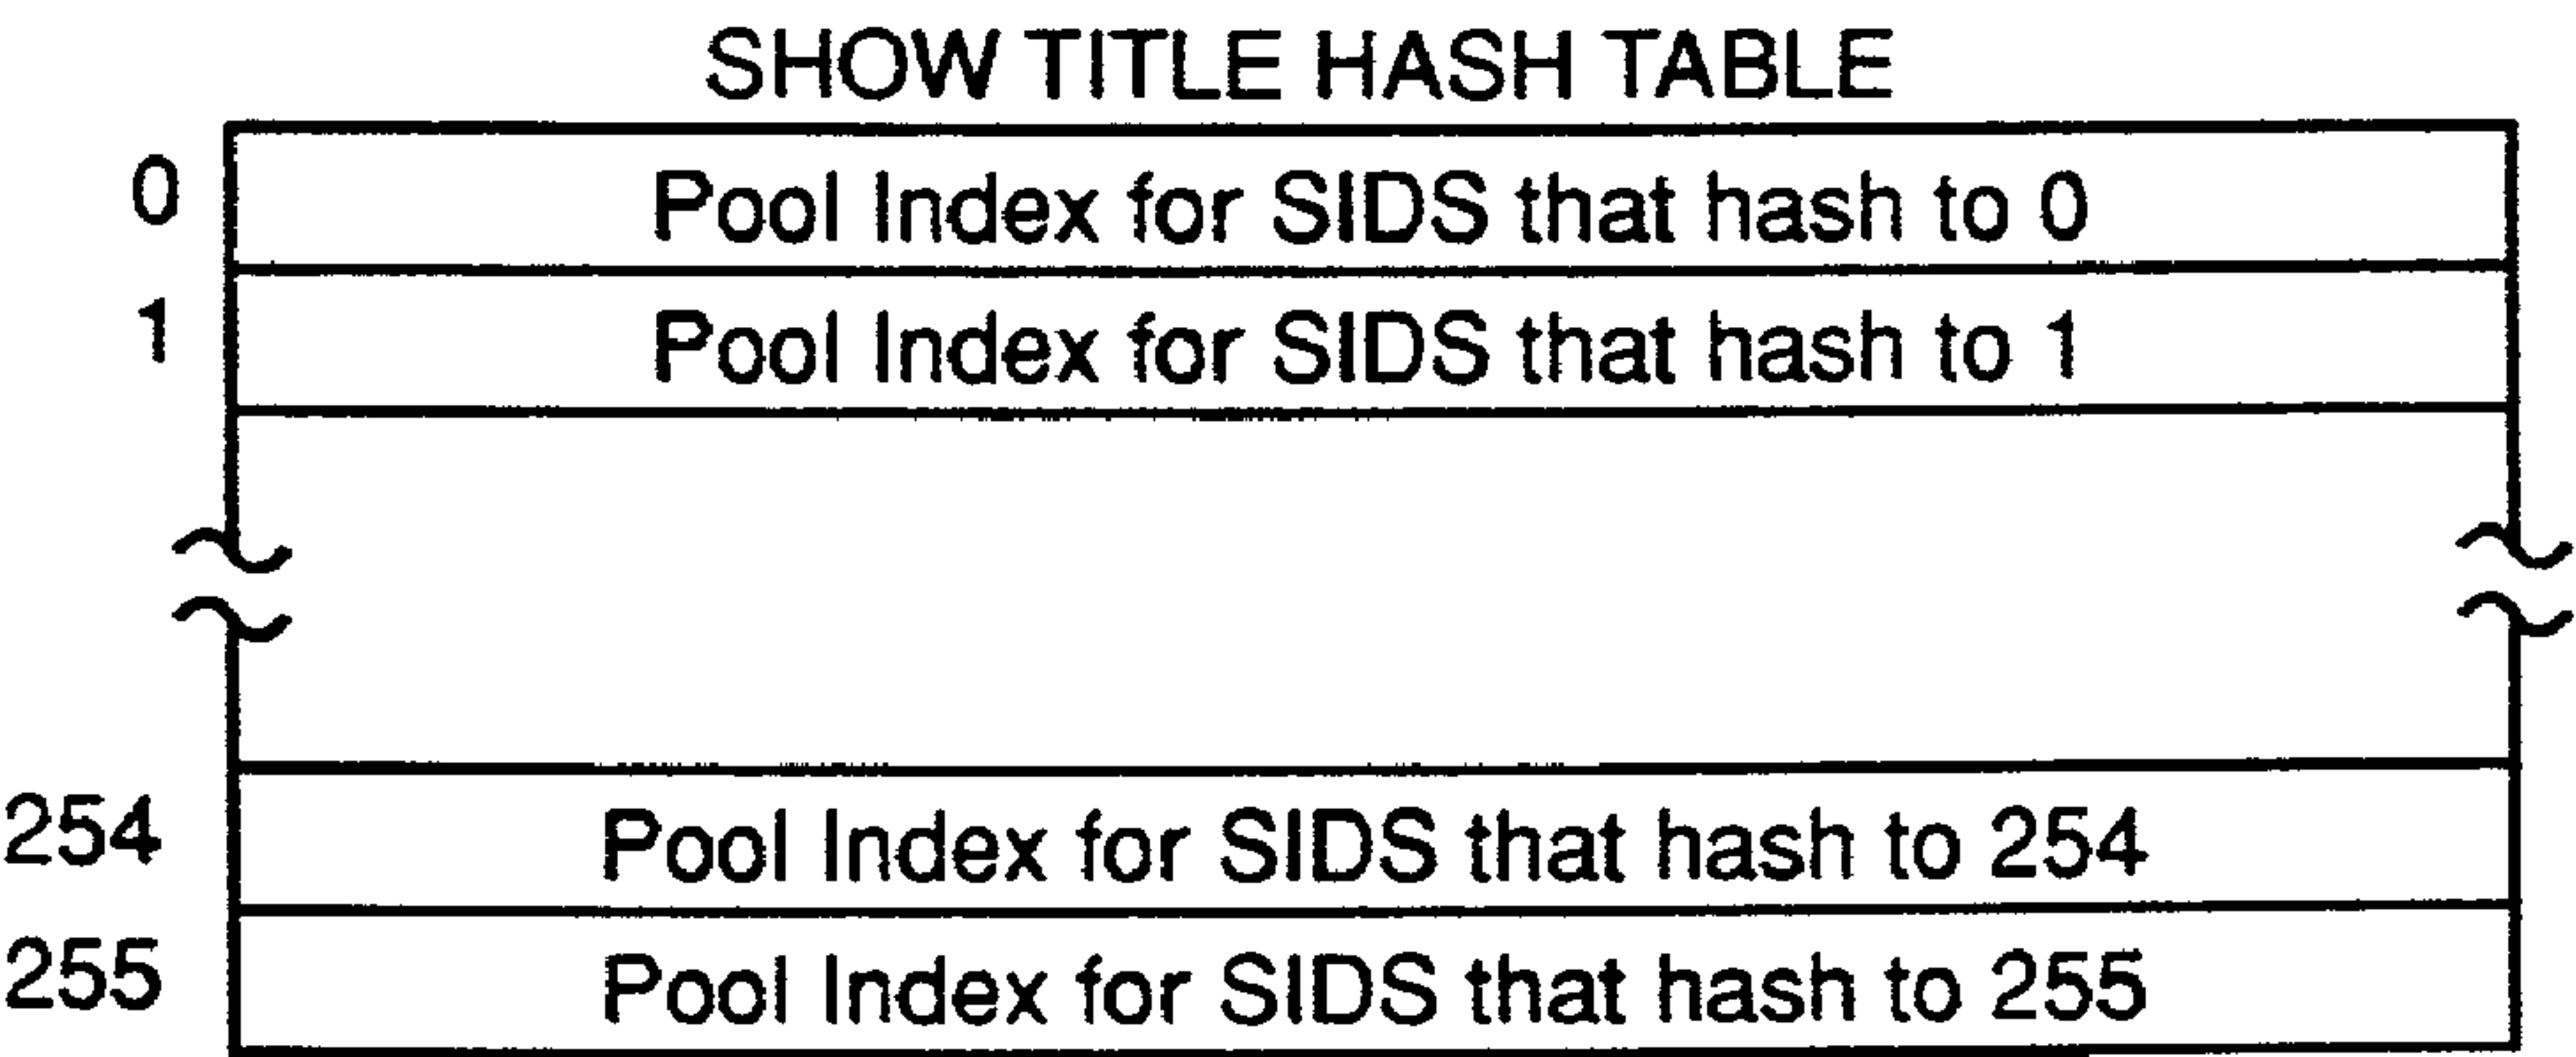 SHOW TITLE HASH TABLE
0 Pool Index for SIDS that hash to 0
1 Pool Index for SIDS that hash to 1
254 Pool Index for SIDS that hash to 254
255 Pool Index for SIDS that hash to 255